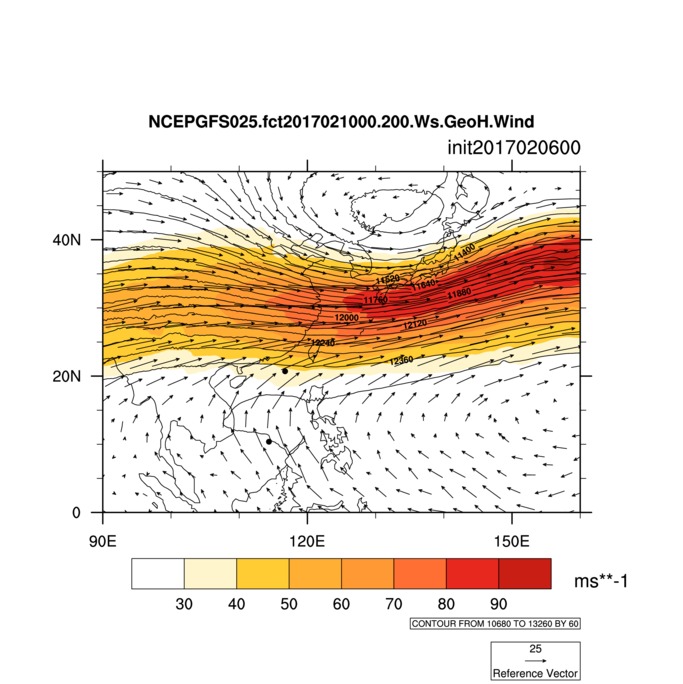 NCEPGFS025.fct2017021000.200.Ws.GeoH.Wind
init2017020600
40N
20N
0
11400
11520
11640
11760
11880
12000
12120
12240
12360
90E 120E 150E
30 40 50 60 70 80 90
ms**-1
CONTOUR FROM 10680 TO 13260 BY 60
25
Reference Vector